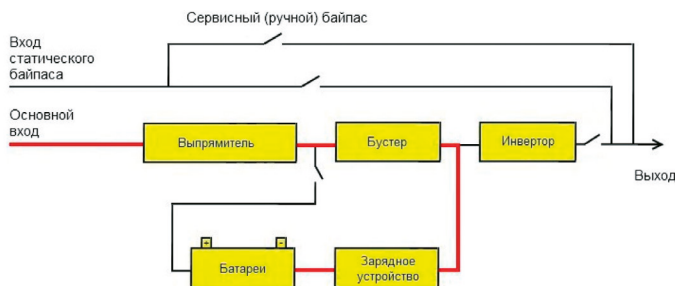 Сервисный (ручной) байпас
Вход
статического
байпаса
Основной
вход
Выпрямитель
Бустер
Инвертор
Выход
+
-
Батареи
Зарядное
устройство